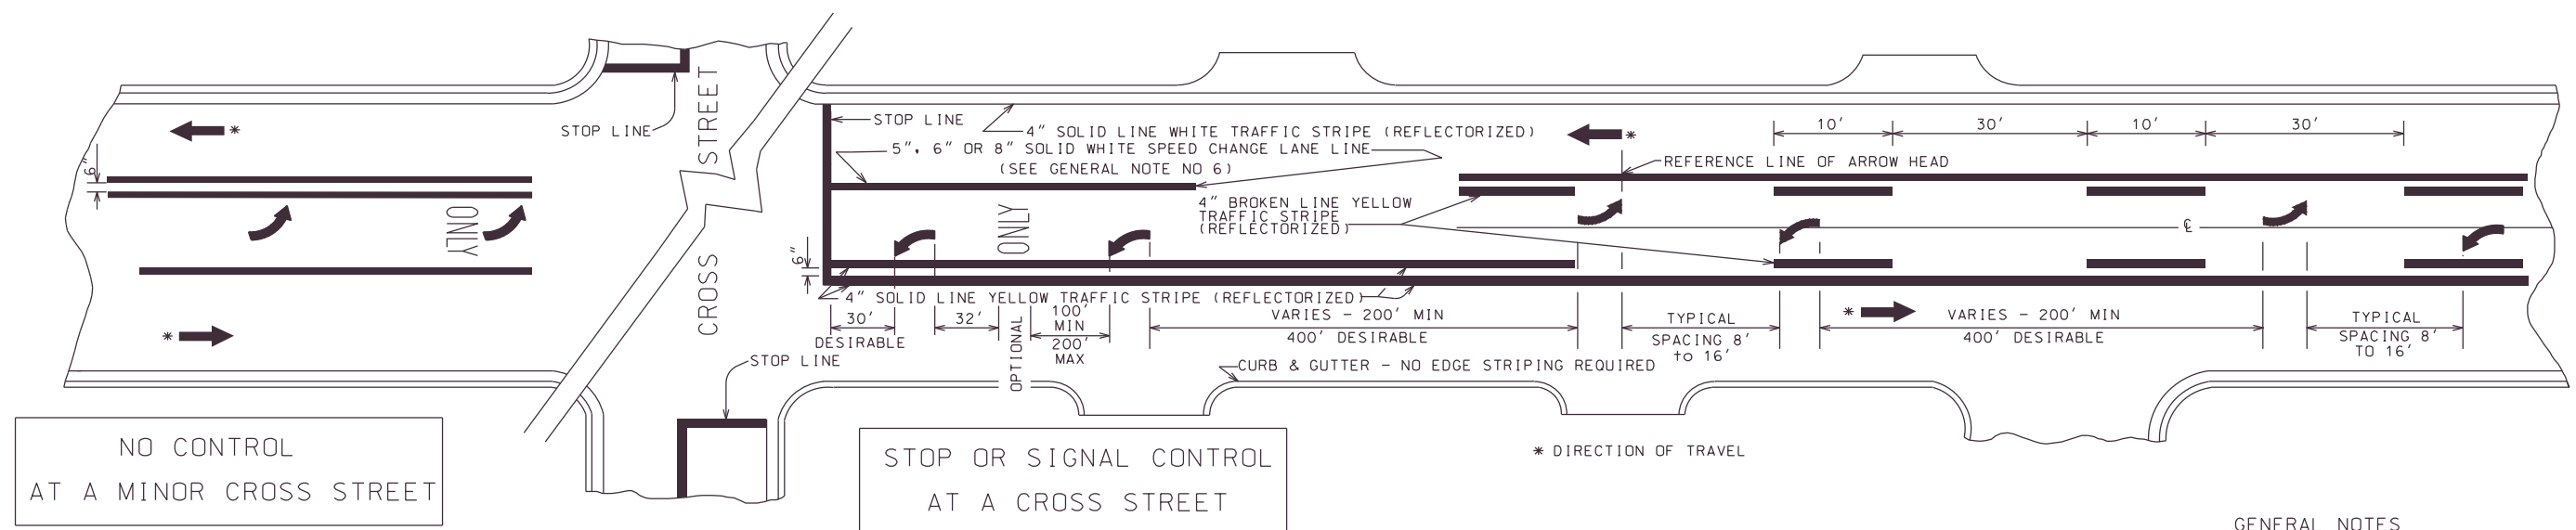 STOP LINE
*
6"
ONLY
*
STREET
CROSS
STOP LINE
4" SOLID LINE WHITE TRAFFIC STRIPE (REFLECTORIZED)
5", 6" OR 8" SOLID WHITE SPEED CHANGE LANE LINE
(SEE GENERAL NOTE NO 6)
*
10'
30'
10'
30'
REFERENCE LINE OF ARROW HEAD
4" BROKEN LINE YELLOW
TRAFFIC STRIPE
(REFLECTORIZED)
ONLY
℄
6"
4" SOLID LINE YELLOW TRAFFIC STRIPE (REFLECTORIZED)
30'
DESIRABLE
32'
OPTIONAL
100'
MIN
200'
MAX
VARIES - 200' MIN
400' DESIRABLE
TYPICAL
SPACING 8'
to 16'
*
VARIES - 200' MIN
400' DESIRABLE
TYPICAL
SPACING 8'
TO 16'
STOP LINE
CURB & GUTTER - NO EDGE STRIPING REQUIRED
NO CONTROL
AT A MINOR CROSS STREET
STOP OR SIGNAL CONTROL
AT A CROSS STREET
* DIRECTION OF TRAVEL
GENERAL NOTES